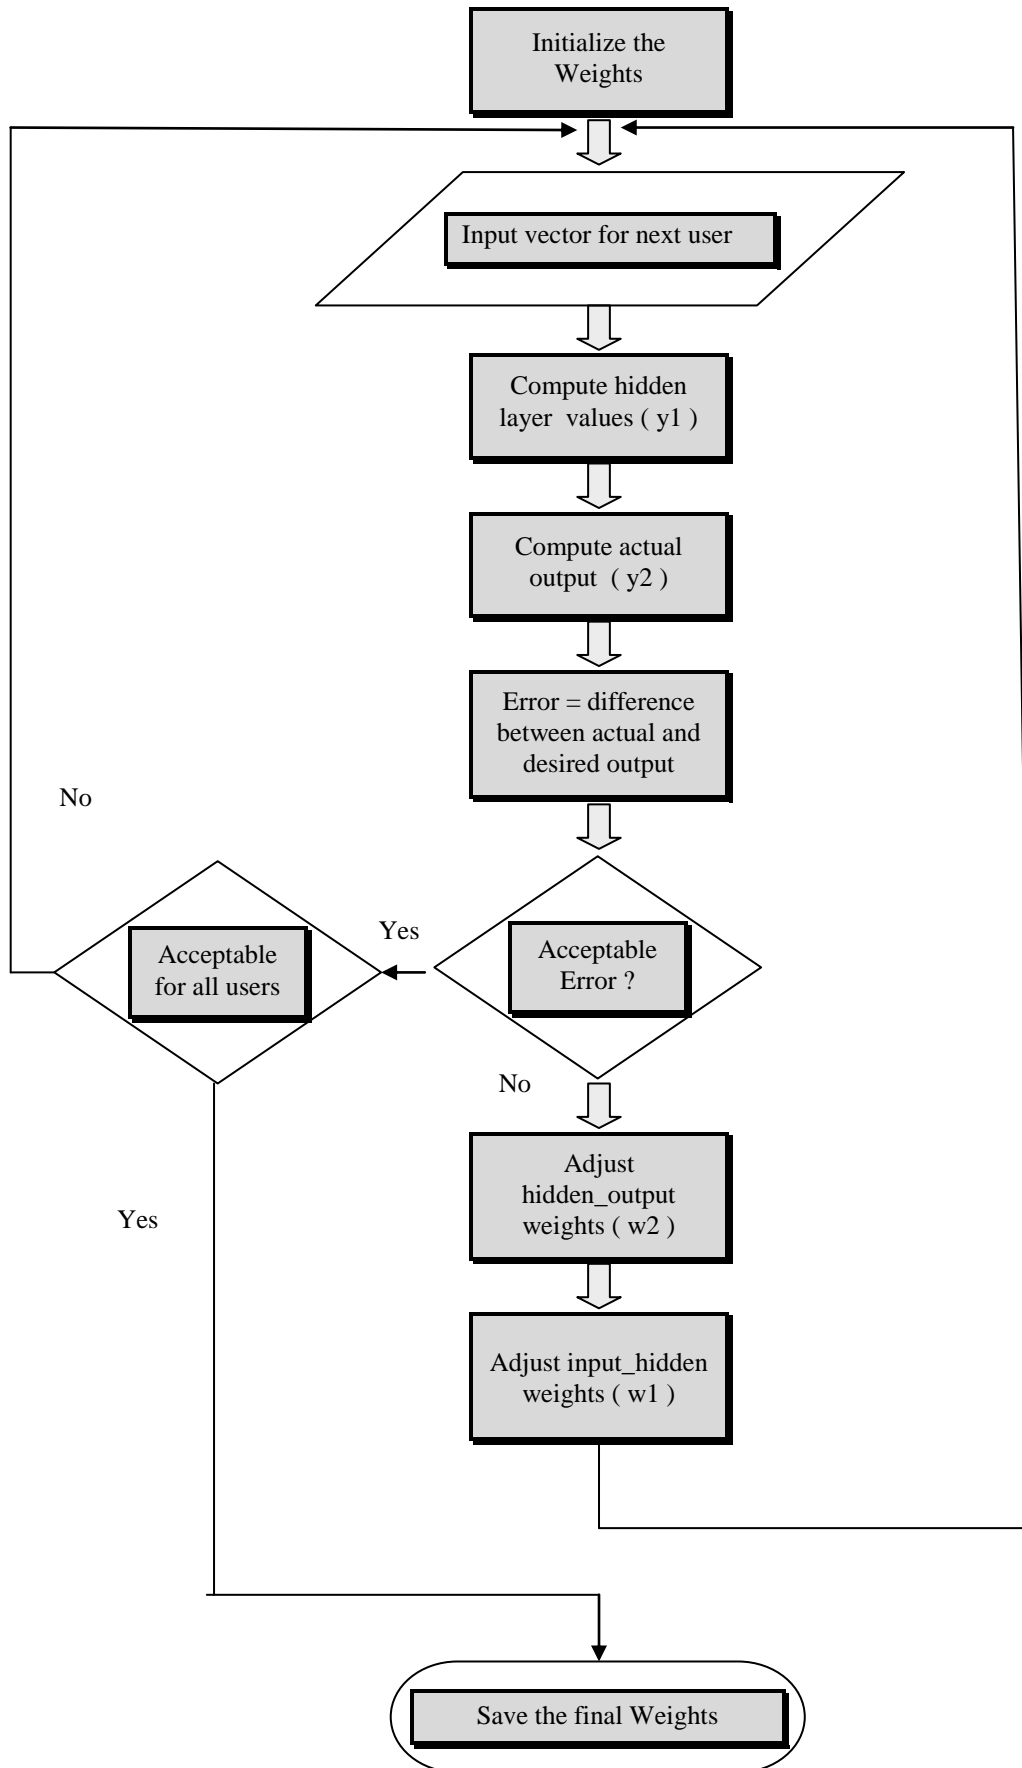 Initialize the
Weights
Input vector for next user
Compute hidden
layer values ( y1 )
Compute actual
output ( y2 )
Error = difference
between actual and
desired output
No
Acceptable
for all users
Yes
Acceptable
Error ?
No
Adjust
hidden_output
weights ( w2 )
Yes
Adjust input_hidden
weights ( w1 )
Save the final Weights